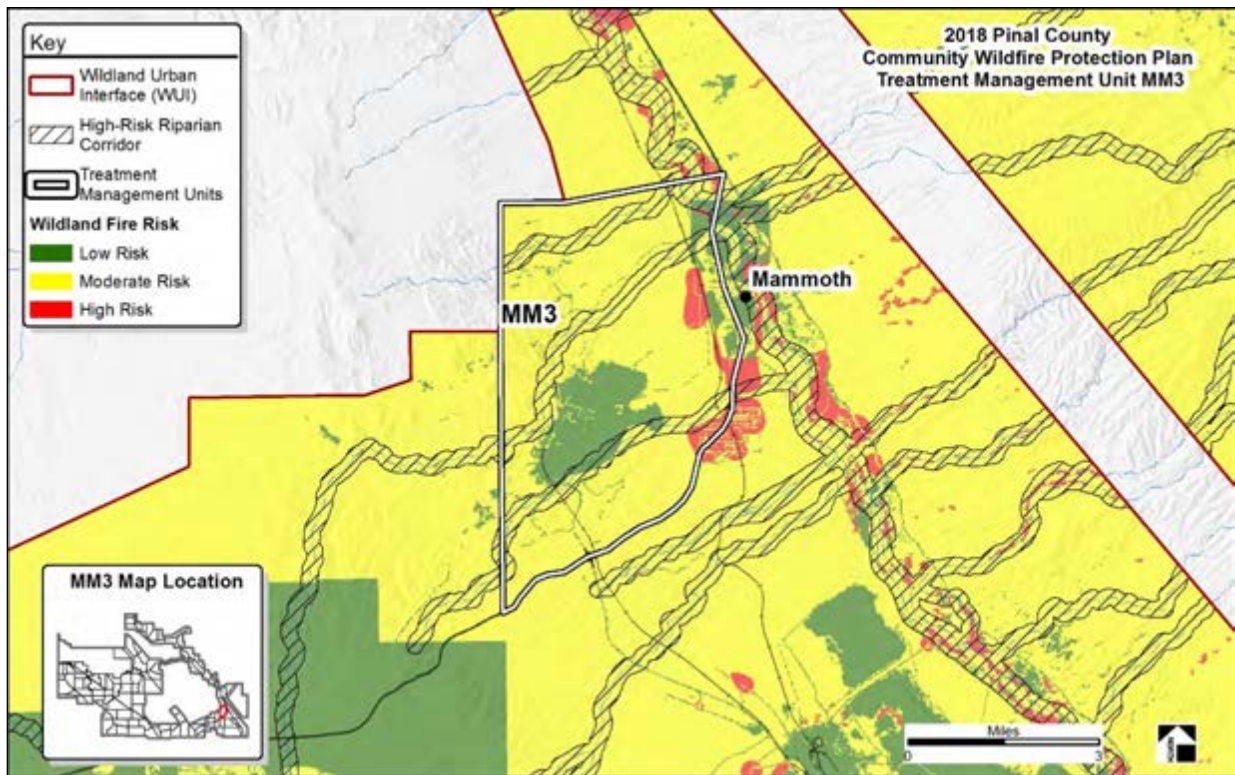 Key
Wildland Urban
Interface (WUI)
High-Risk Riparian
Corridor
Treatment
Management Units
Wildland Fire Risk
Low Risk
Moderate Risk
High Risk
2018 Pinal County
Community Wildfire Protection Plan
Treatment Management Unit MM3
Mammoth
MM3
MM3 Map Location
Miles
0
3
NORTH